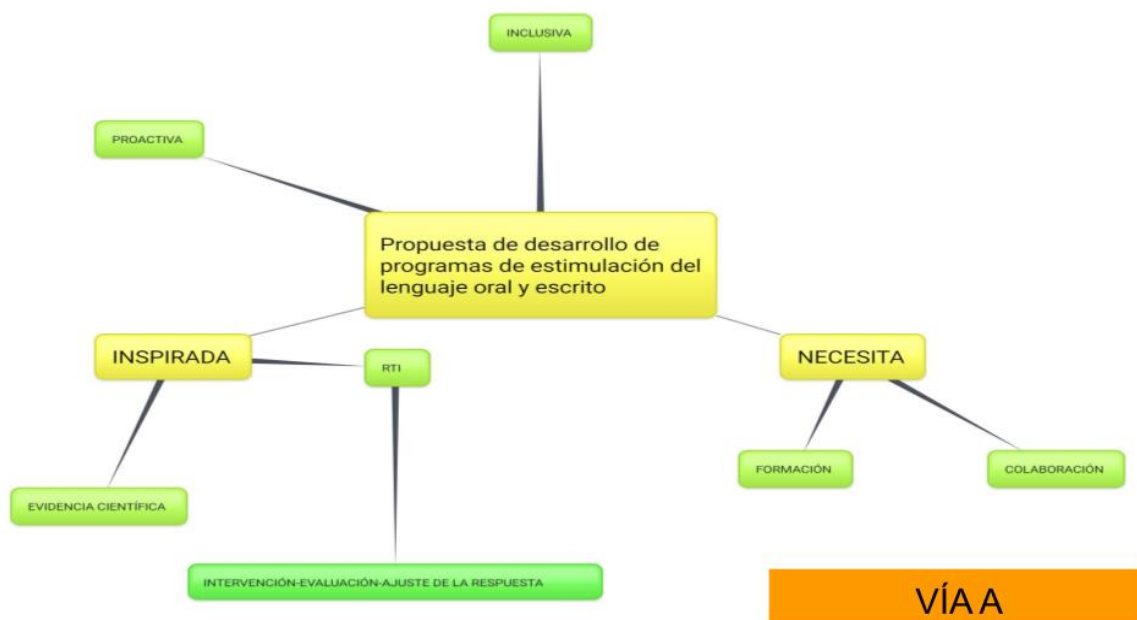 INCLUSIVA
PROACTIVA
Propuesta de desarrollo de
programas de estimulación del
lenguaje oral y escrito
INSPIRADA
RTI
NECESITA
FORMACIÓN
COLABORACIÓN
EVIDENCIA CIENTÍFICA
INTERVENCIÓN-EVALUACIÓN-AJUSTE DE LA RESPUESTA
VÍA A